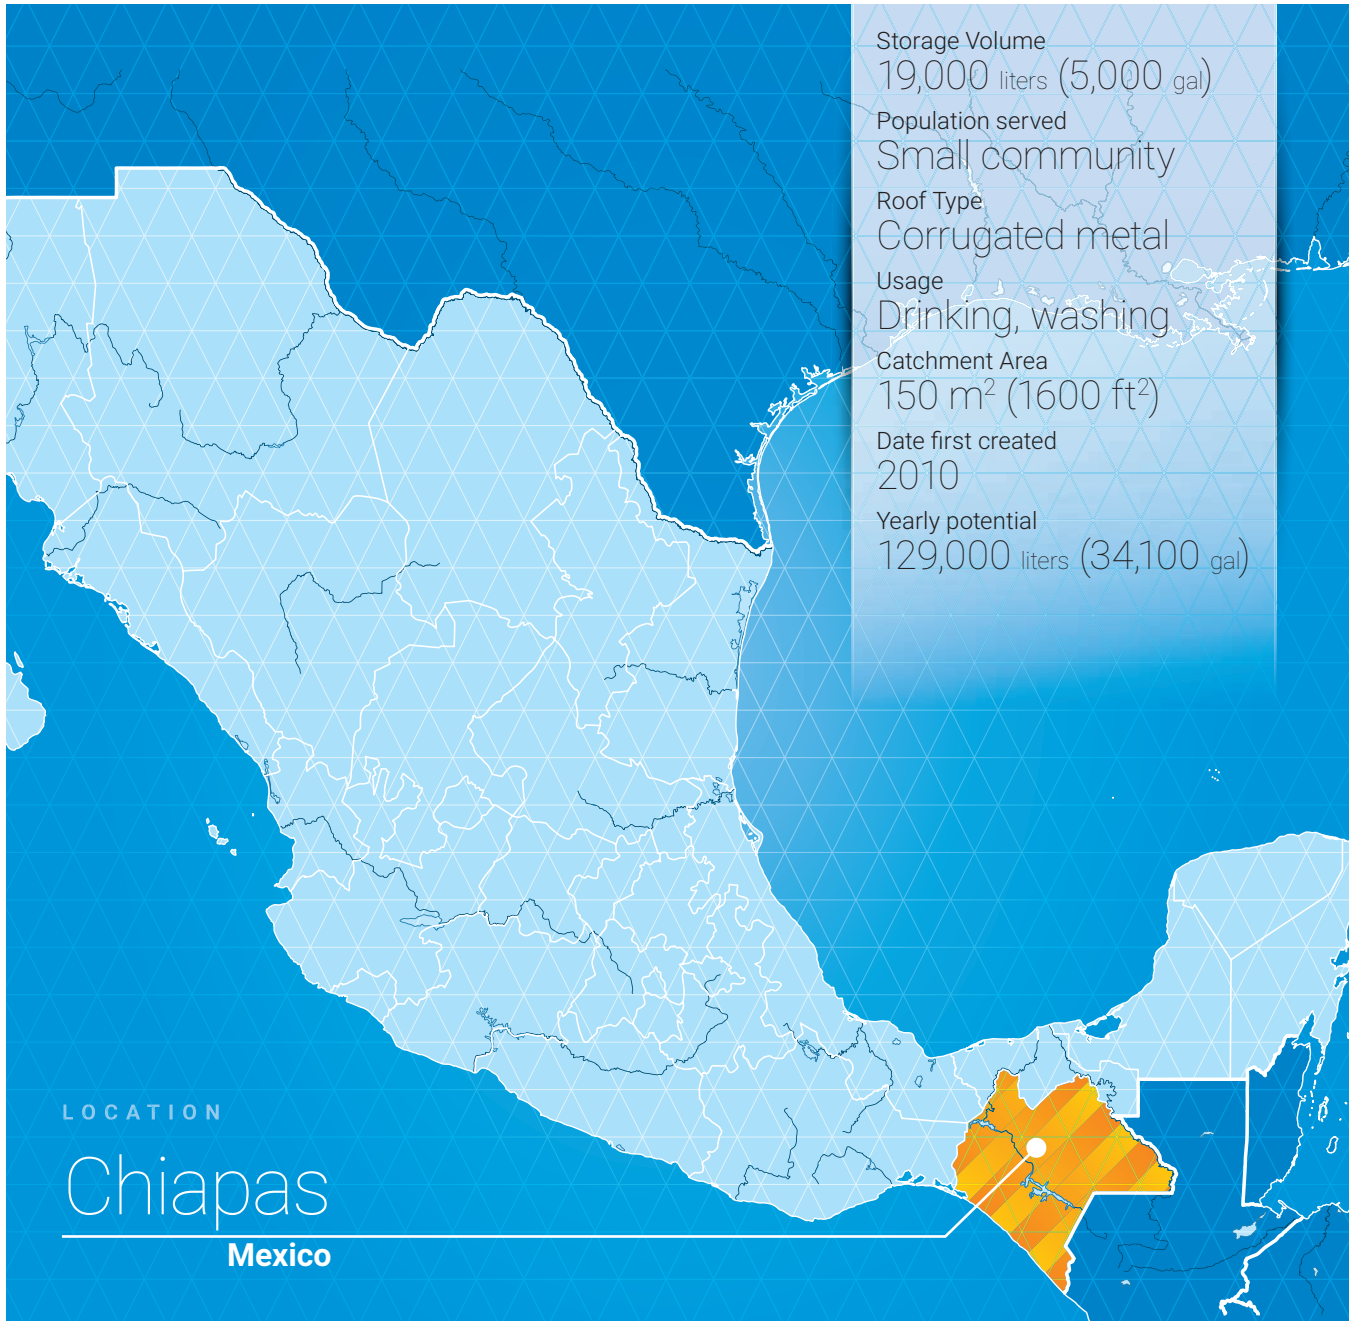 Storage Volume
19,000 liters (5,000 gal)
Population served
Small community
Roof Type
Corrugated metal
Usage
Drinking, washing
Catchment Area
150 m² (1600 ft²)
Date first created
2010
Yearly potential
129,000 liters (34,100 gal)
LOCATION
Chiapas
Mexico